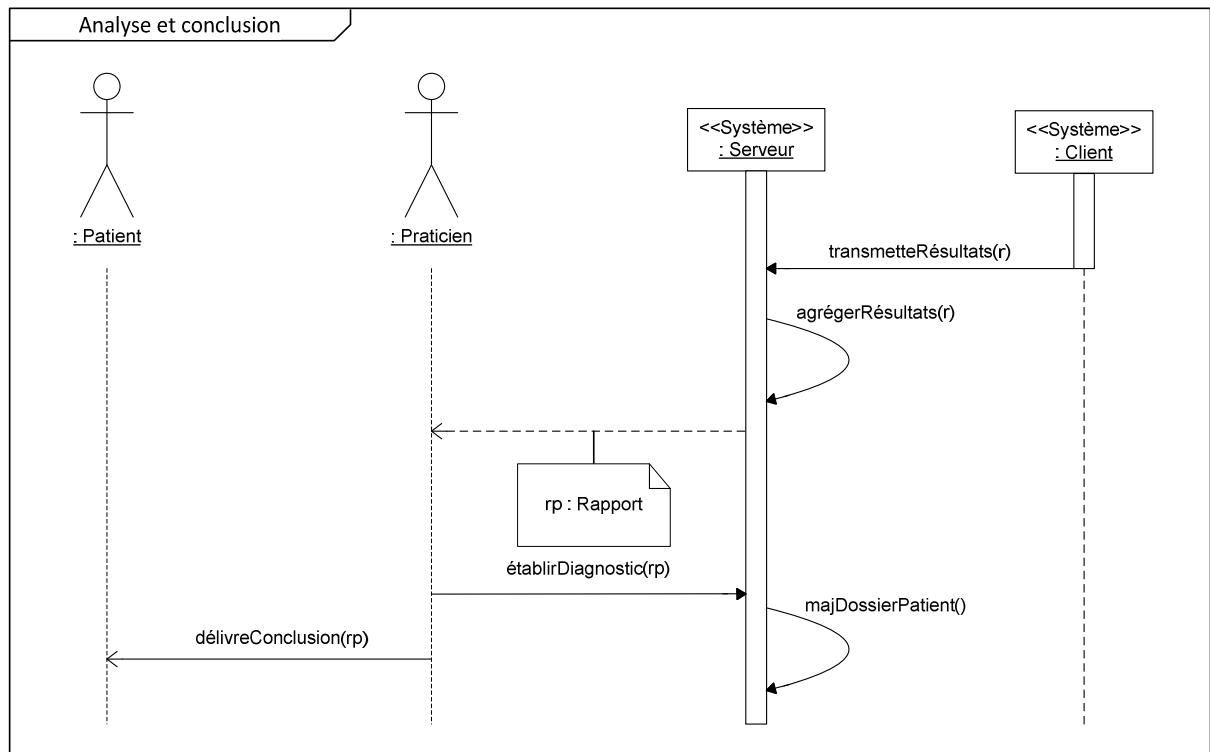 Analyse et conclusion
<<Système>>
: Serveur
<<Système>>
: Client
: Patient
: Praticien
transmetteRésultats(r)
agrégerRésultats(r)
rp : Rapport
établirDiagnostic(rp)
majDossierPatient()
délivreConclusion(rp)